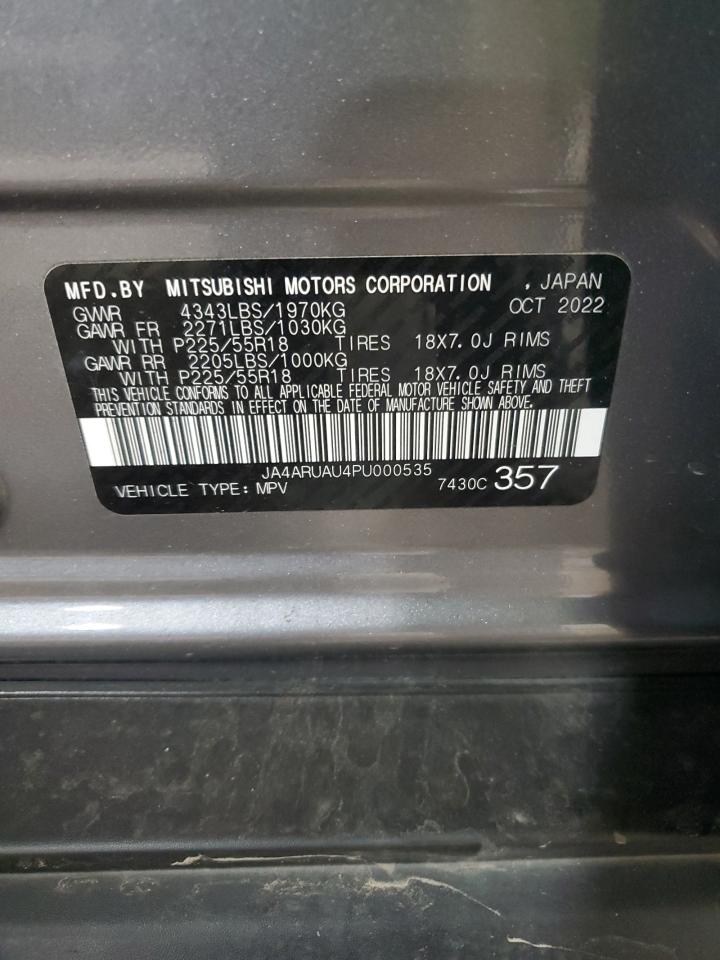 MFD.BY MITSUBISHI MOTORS CORPORATION , JAPAN
GVWR 4343LBS/1970KG OCT 2022
GAWR FR 2271LBS/1030KG
WITH P225/55R18 TIRES 18X7.0J RIMS
GAWR RR 2205LBS/1000KG
WITH P225/55R18 TIRES 18X7.0J RIMS
THIS VEHICLE CONFORMS TO ALL APPLICABLE FEDERAL MOTOR VEHICLE SAFETY AND THEFT
PREVENTION STANDARDS IN EFFECT ON THE DATE OF MANUFACTURE SHOWN ABOVE.
JA4ARUAU4PU000535
VEHICLE TYPE: MPV 7430C 357